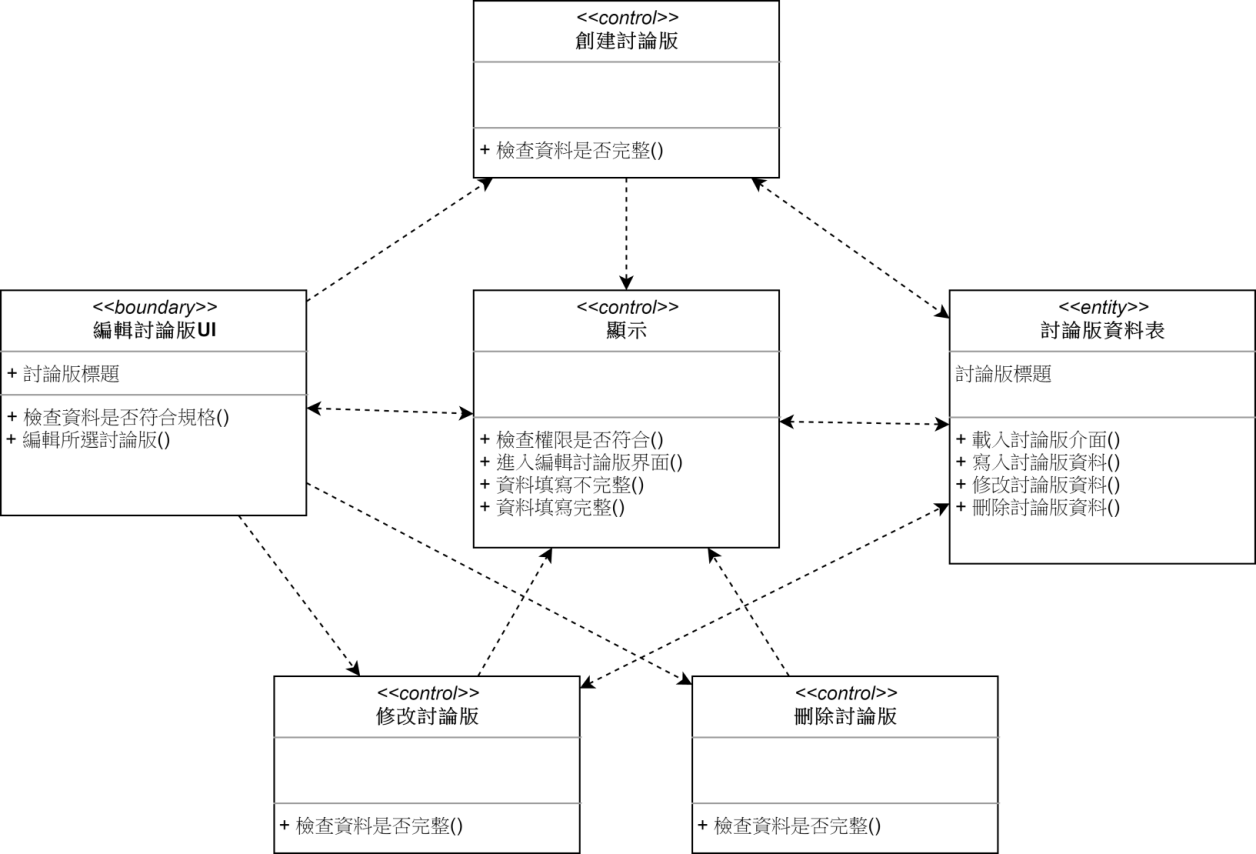 <<control>>
創建討論版
+ 檢查資料是否完整()
<<boundary>>
編輯討論版UI
+ 討論版標題
+ 檢查資料是否符合規格()
+ 編輯所選討論版()
<<control>>
顯示
+ 檢查權限是否符合()
+ 進入編輯討論版界面()
+ 資料填寫不完整()
+ 資料填寫完整()
<<entity>>
討論版資料表
討論版標題
+ 載入討論版介面()
+ 寫入討論版資料()
+ 修改討論版資料()
+ 刪除討論版資料()
<<control>>
修改討論版
+ 檢查資料是否完整()
<<control>>
刪除討論版
+ 檢查資料是否完整()